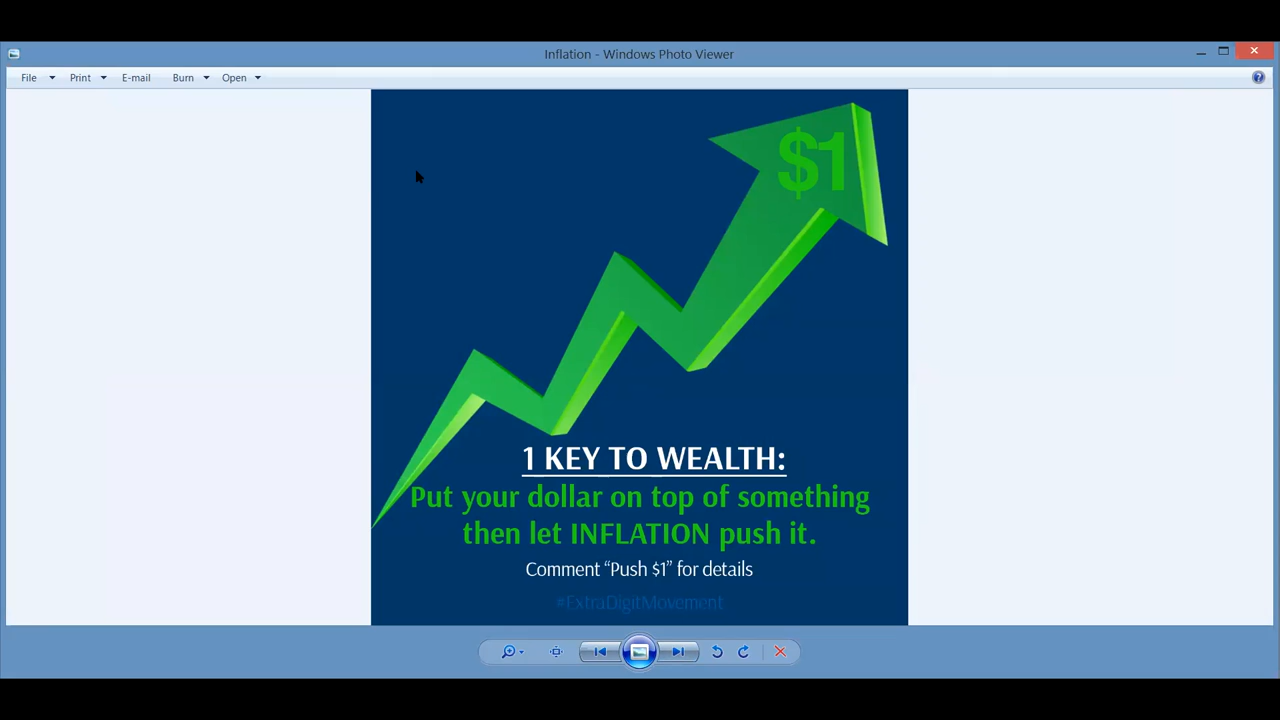 Inflation - Windows Photo Viewer
File Print E-mail Burn Open
$1
1 KEY TO WEALTH:
Put your dollar on top of something
then let INFLATION push it.
Comment “Push $1” for details
#ExtraDigitMovement